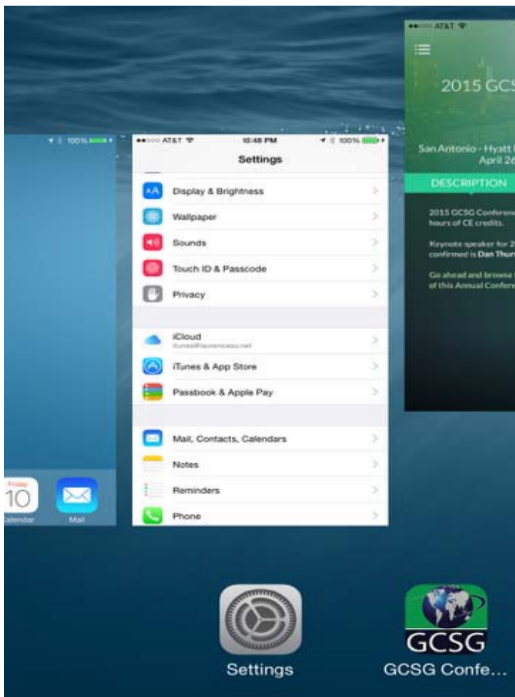 AT&T
2015 GCS
San Antonio - Hyatt
April 26
DESCRIPTION
2015 GCSG Conferenc
hours of CE credits.
Keynote speaker for 2
confirmed is Dan Thur
Go ahead and browse
of this Annual Confere
100%
AT&T 10:48 PM 100%
Settings
Display & Brightness
Wallpaper
Sounds
Touch ID & Passcode
Privacy
iCloud
iTunes & App Store
Passbook & Apple Pay
Mail, Contacts, Calendars
Notes
Reminders
Phone
Friday
10
Calendar Mail
GCSG
Settings GCSG Confe...